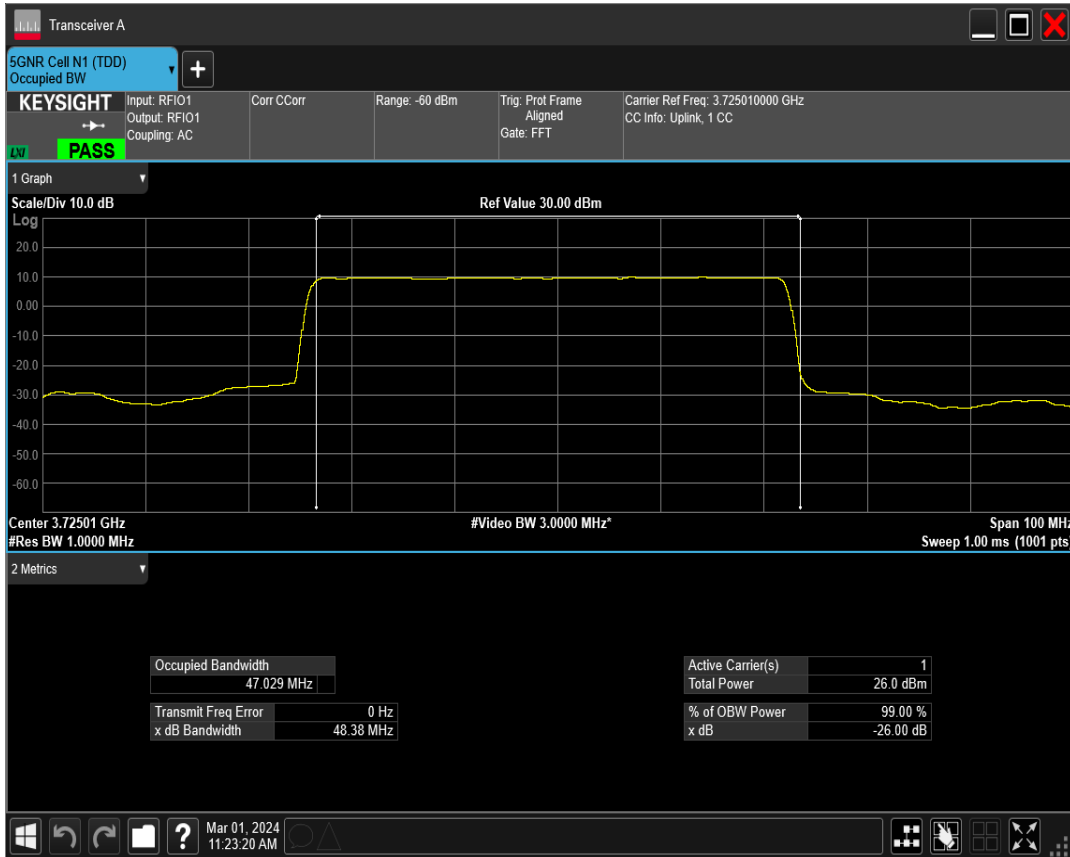 Transceiver A
5GNR Cell N1 (TDD)
Occupied BW
+
KEYSIGHT
LXI
PASS
Input: RFIO1
Output: RFIO1
Coupling: AC
Corr CCorr
Range: -60 dBm
Trig: Prot Frame
Aligned
Gate: FFT
Carrier Ref Freq: 3.725010000 GHz
CC Info: Uplink, 1 CC
1 Graph
Scale/Div 10.0 dB
Ref Value 30.00 dBm
Log
20.0
10.0
0.00
-10.0
-20.0
-30.0
-40.0
-50.0
-60.0
Center 3.72501 GHz
#Video BW 3.0000 MHz*
Span 100 MHz
#Res BW 1.0000 MHz
Sweep 1.00 ms (1001 pts)
2 Metrics
Occupied Bandwidth
47.029 MHz
Transmit Freq Error 0 Hz
x dB Bandwidth 48.38 MHz
Active Carrier(s) 1
Total Power 26.0 dBm
% of OBW Power 99.00 %
x dB -26.00 dB
?
Mar 01, 2024
11:23:20 AM